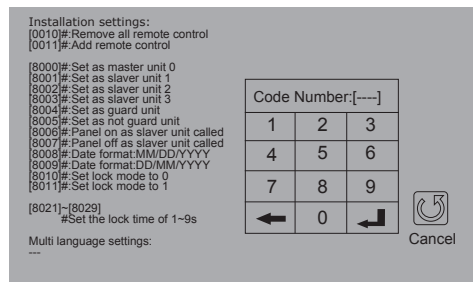 Installation settings:
[0010]#:Remove all remote control
[0011]#:Add remote control
[8000]#:Set as master unit 0
[8001]#:Set as slaver unit 1
[8002]#:Set as slaver unit 2
[8003]#:Set as slaver unit 3
[8004]#:Set as guard unit
[8005]#:Set as not guard unit
[8006]#:Panel on as slaver unit called
[8007]#:Panel off as slaver unit called
[8008]#:Date format:MM/DD/YYYY
[8009]#:Date format:DD/MM/YYYY
[8010]#:Set lock mode to 0
[8011]#:Set lock mode to 1
[8021]~[8029]
#Set the lock time of 1~9s
Multi language settings:
---
Code Number:[----]
1 2 3
4 5 6
7 8 9
0
Cancel